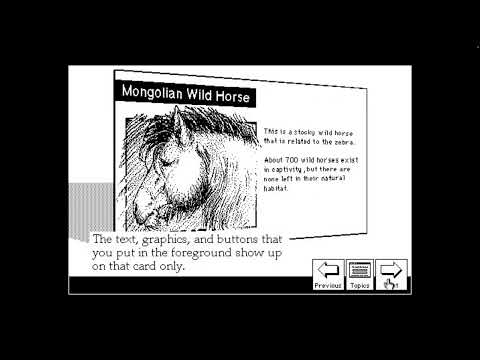 Mongolian Wild Horse
This is a stocky wild horse
that is related to the zebra.
About 700 wild horses exist
in captivity, but there are
none left in their natural
habitat.
The text, graphics, and buttons that
you put in the foreground show up
on that card only.
Previous
Topics